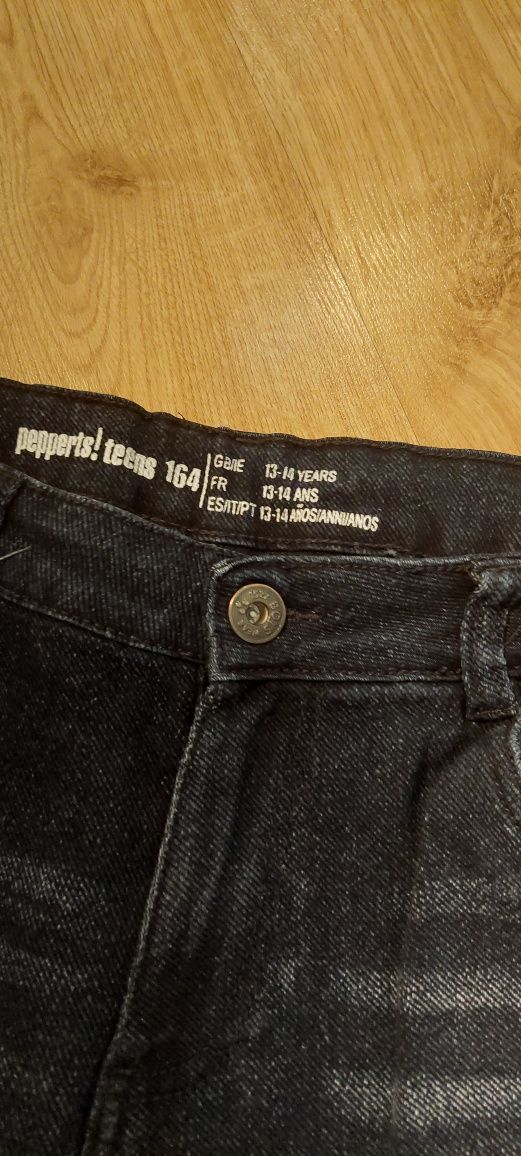 pepperts! teens 164
GB/IE 13-14 YEARS
FR 13-14 ANS
ES/IT/PT 13-14 AÑOS/ANNI/ANOS